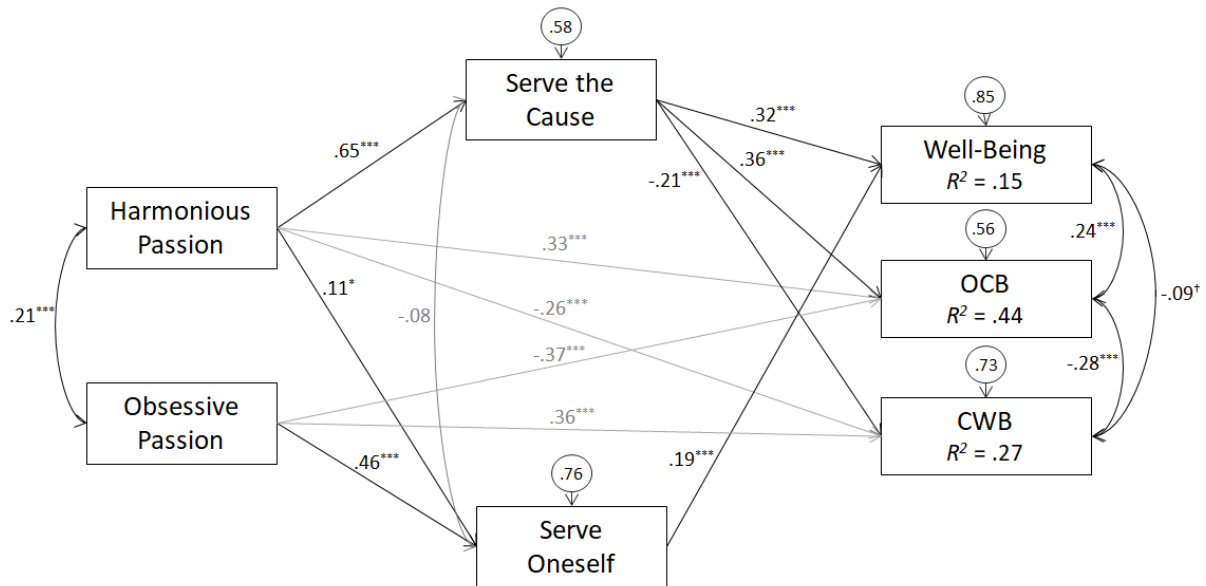 .58
Serve the
Cause
.85
Well-Being
R² = .15
.32***
.36***
-.21***
.65***
Harmonious
Passion
.24***
.56
OCB
R² = .44
.33***
.11*
-.26***
-.08
-.09†
.21***
-.37***
-.28***
.73
CWB
R² = .27
Obsessive
Passion
.36***
.46***
.19***
.76
Serve
Oneself